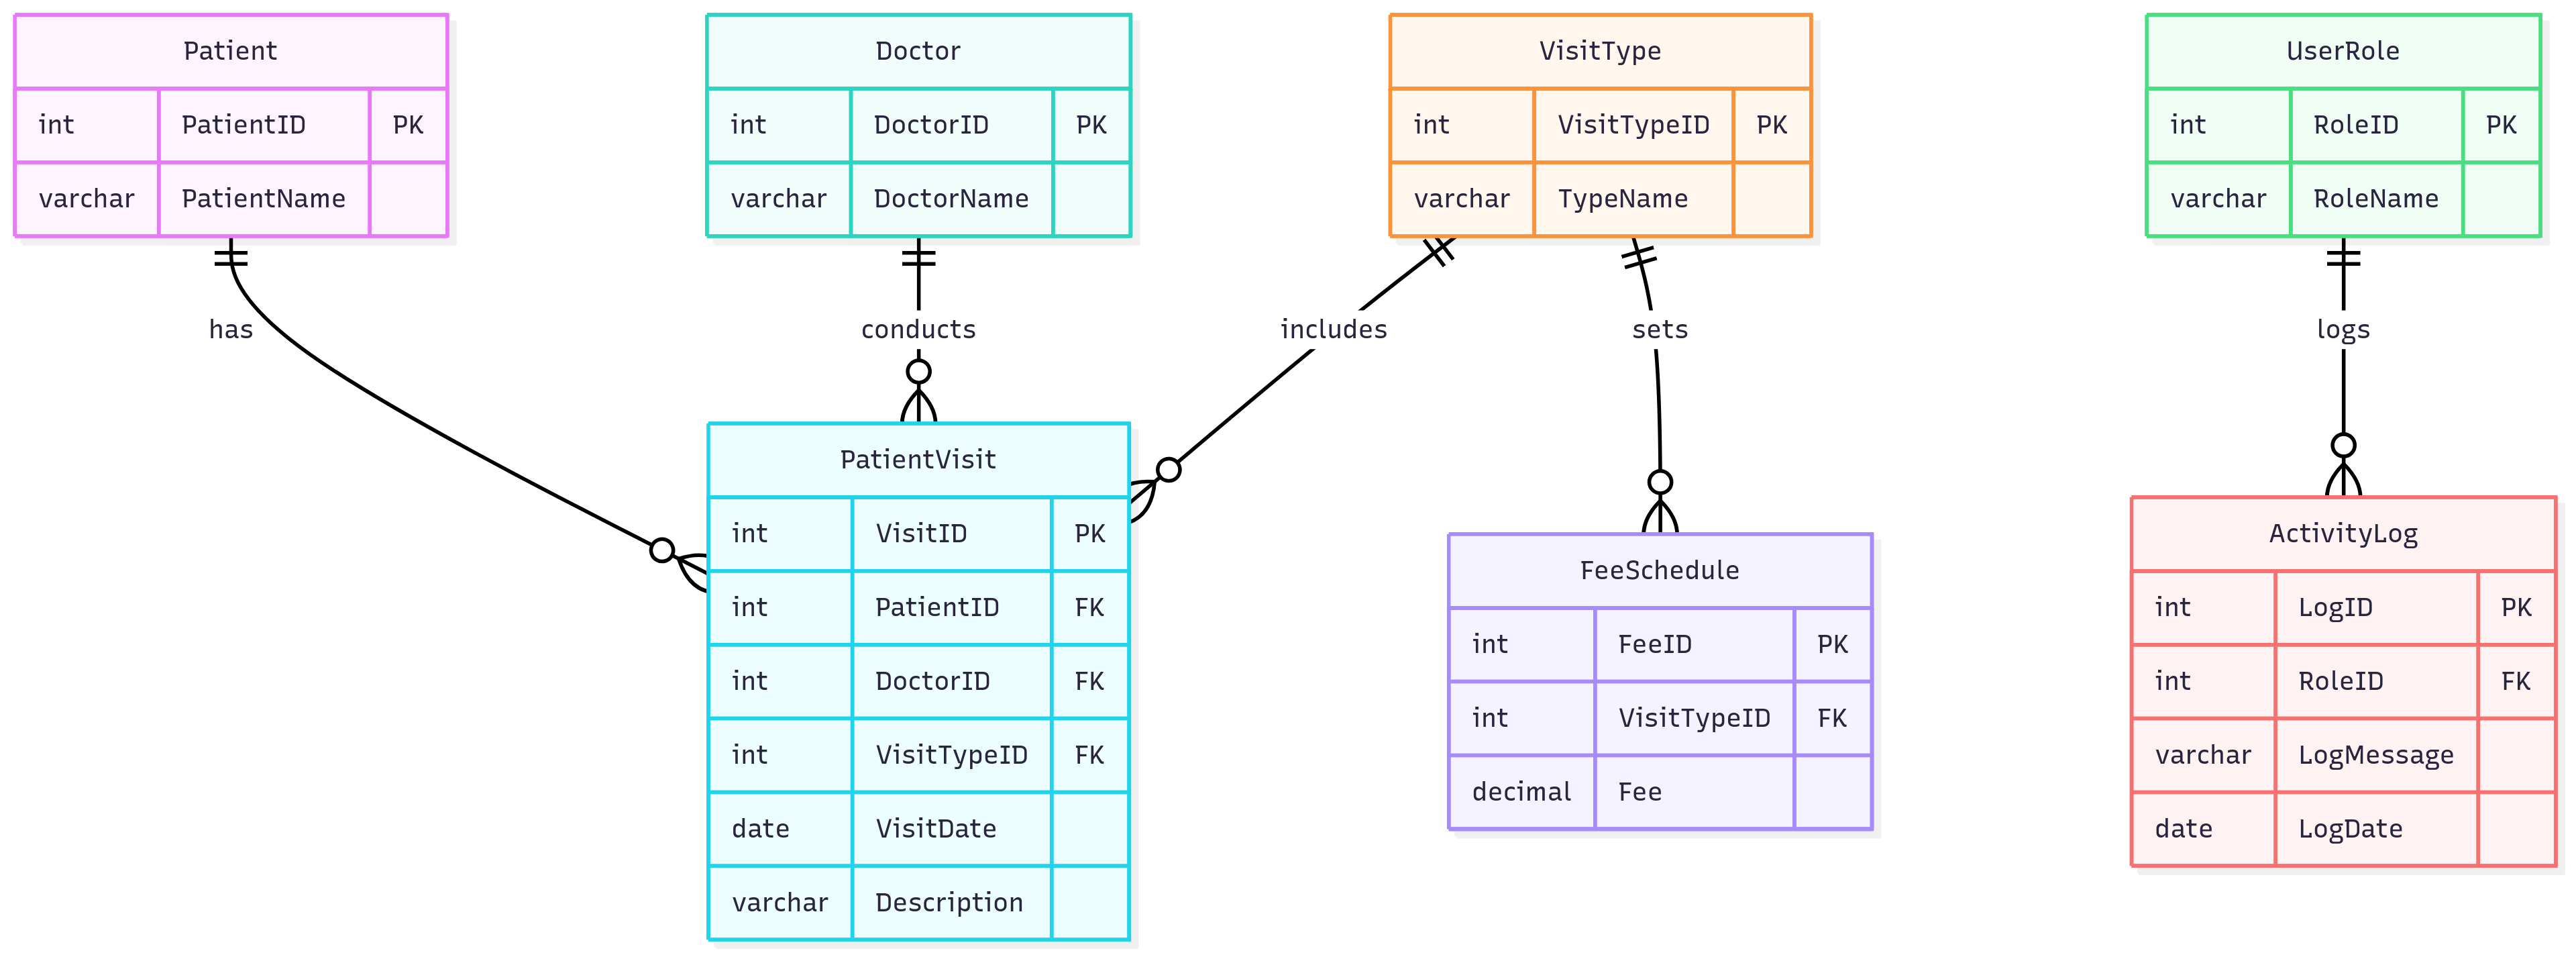 Patient
int PatientID PK
varchar PatientName
Doctor
int DoctorID PK
varchar DoctorName
VisitType
int VisitTypeID PK
varchar TypeName
UserRole
int RoleID PK
varchar RoleName
has
conducts
includes
sets
logs
PatientVisit
int VisitID PK
int PatientID FK
int DoctorID FK
int VisitTypeID FK
date VisitDate
varchar Description
FeeSchedule
int FeeID PK
int VisitTypeID FK
decimal Fee
ActivityLog
int LogID PK
int RoleID FK
varchar LogMessage
date LogDate